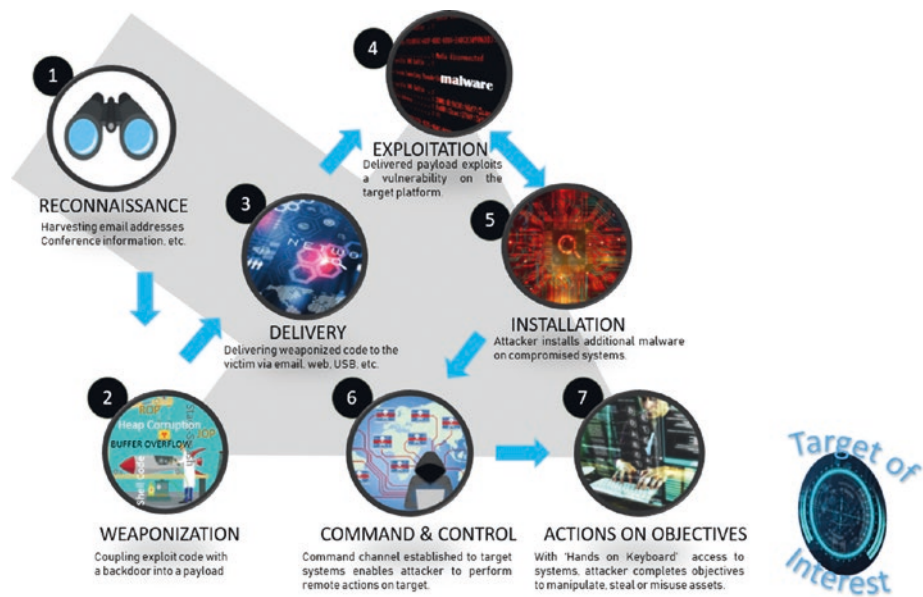 1
RECONNAISSANCE
Harvesting email addresses
Conference information, etc.
2
ROP
Heap Corruption
BUFFER OVERFLOW
Shell Code
WEAPONIZATION
Coupling exploit code with
a backdoor into a payload
3
DELIVERY
Delivering weaponized code to the
victim via email, web, USB, etc.
4
malware
EXPLOITATION
Delivered payload exploits
a vulnerability on the
target platform.
5
INSTALLATION
Attacker installs additional malware
on compromised systems.
6
COMMAND & CONTROL
Command channel established to target
systems enables attacker to perform
remote actions on target.
7
ACTIONS ON OBJECTIVES
With 'Hands on Keyboard' access to
systems, attacker completes objectives
to manipulate, steal or misuse assets.
Target of
Interest